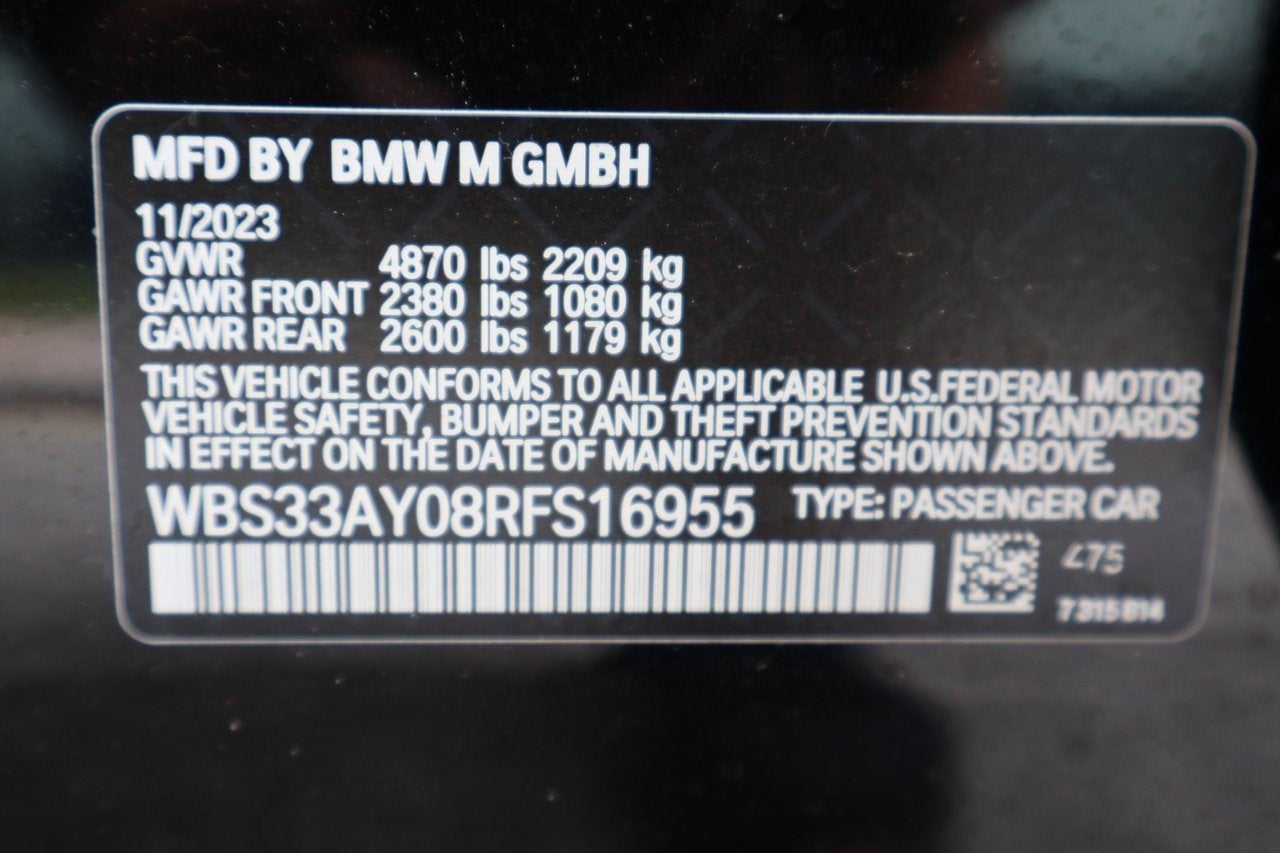 MFD BY BMW M GMBH
11/2023
GVWR 4870 lbs 2209 kg
GAWR FRONT 2380 lbs 1080 kg
GAWR REAR 2600 lbs 1179 kg
THIS VEHICLE CONFORMS TO ALL APPLICABLE U.S.FEDERAL MOTOR
VEHICLE SAFETY, BUMPER AND THEFT PREVENTION STANDARDS
IN EFFECT ON THE DATE OF MANUFACTURE SHOWN ABOVE.
WBS33AY08RFS16955 TYPE: PASSENGER CAR
475